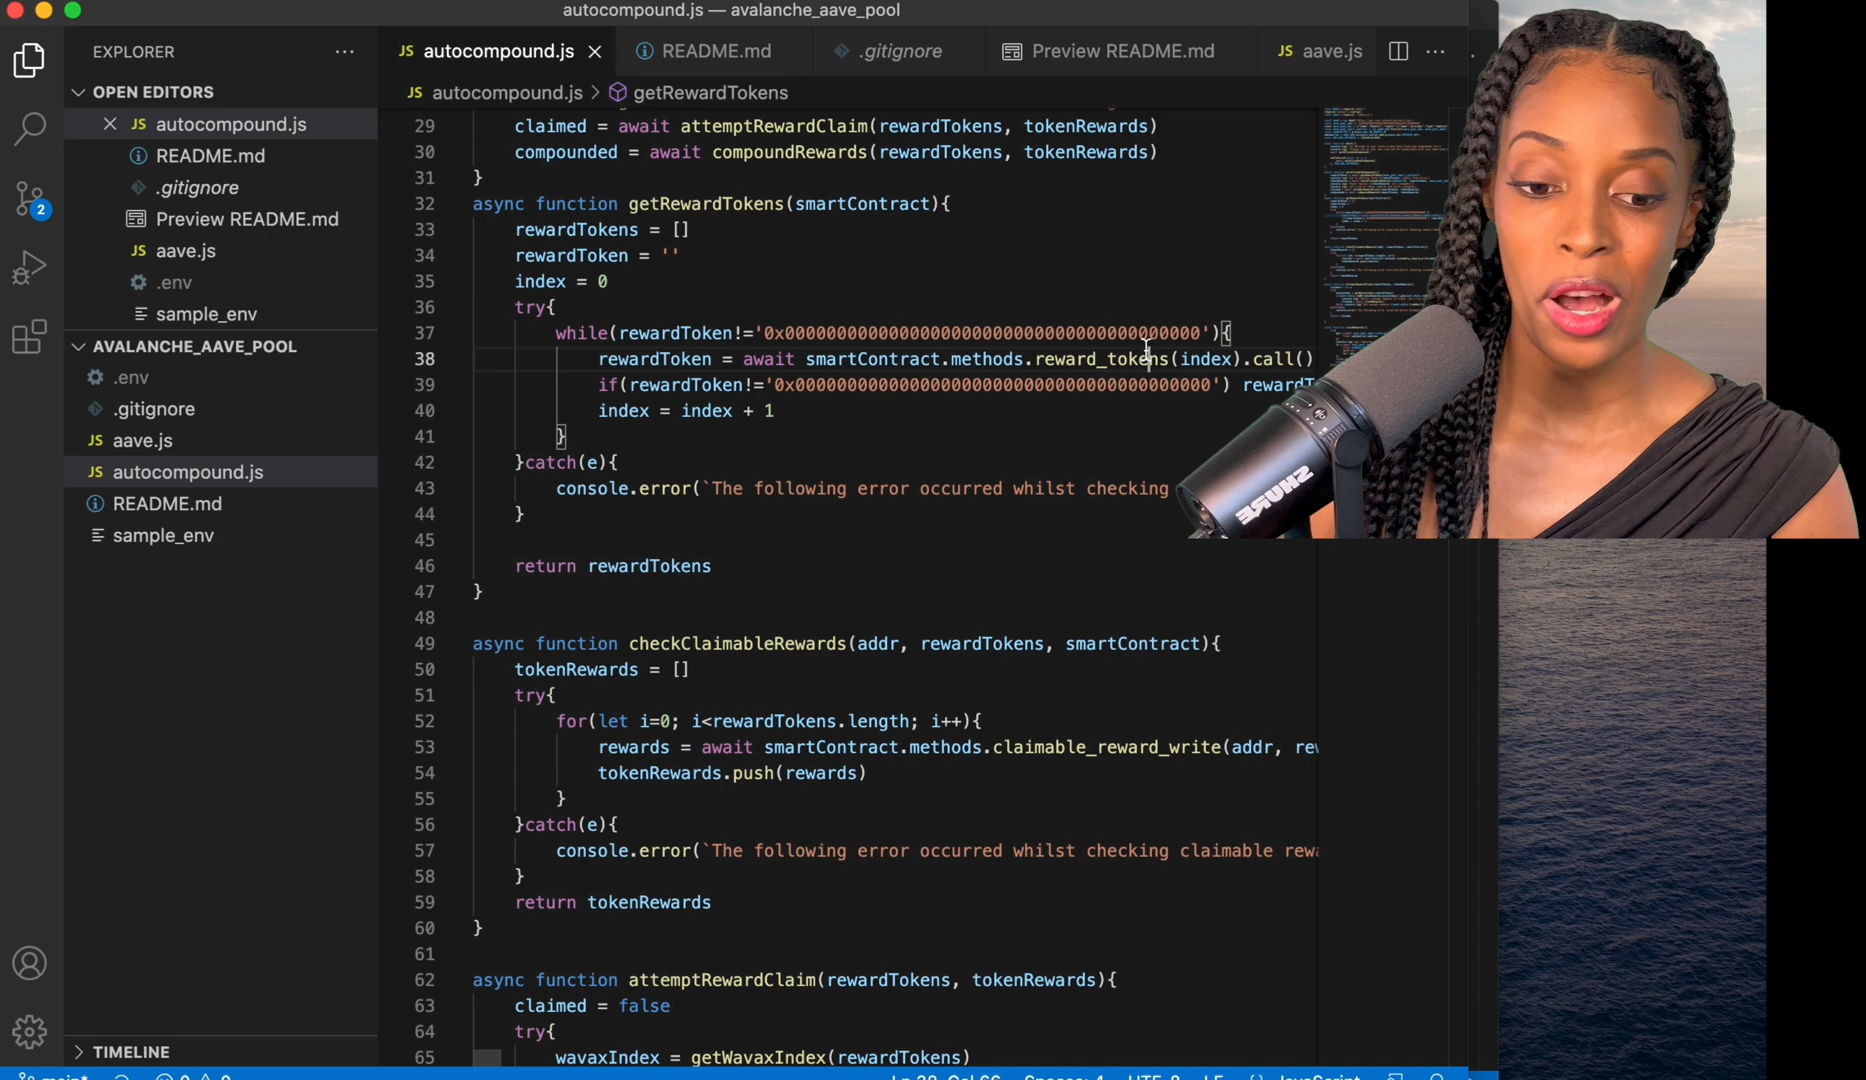 autocompound.js — avalanche_aave_pool
EXPLORER
JS autocompound.js
README.md
.gitignore
Preview README.md
JS aave.js
OPEN EDITORS
JS autocompound.js > getRewardTokens
JS autocompound.js
README.md
.gitignore
Preview README.md
JS aave.js
.env
sample_env
AVALANCHE_AAVE_POOL
.env
.gitignore
JS aave.js
JS autocompound.js
README.md
sample_env
TIMELINE
2
29 claimed = await attemptRewardClaim(rewardTokens, tokenRewards)
30 compounded = await compoundRewards(rewardTokens, tokenRewards)
31 }
32 async function getRewardTokens(smartContract){
33 rewardTokens = []
34 rewardToken = ''
35 index = 0
36 try{
37 while(rewardToken!='0x0000000000000000000000000000000000000000'){
38 rewardToken = await smartContract.methods.reward_tokens(index).call()
39 if(rewardToken!='0x0000000000000000000000000000000000000000') rewardT
40 index = index + 1
41 }
42 }catch(e){
43 console.error(`The following error occurred whilst checking
44 }
45
46 return rewardTokens
47 }
48
49 async function checkClaimableRewards(addr, rewardTokens, smartContract){
50 tokenRewards = []
51 try{
52 for(let i=0; i<rewardTokens.length; i++){
53 rewards = await smartContract.methods.claimable_reward_write(addr, rew
54 tokenRewards.push(rewards)
55 }
56 }catch(e){
57 console.error(`The following error occurred whilst checking claimable rewa
58 }
59 return tokenRewards
60 }
61
62 async function attemptRewardClaim(rewardTokens, tokenRewards){
63 claimed = false
64 try{
65 wavaxIndex = getWavaxIndex(rewardTokens)
SHURE